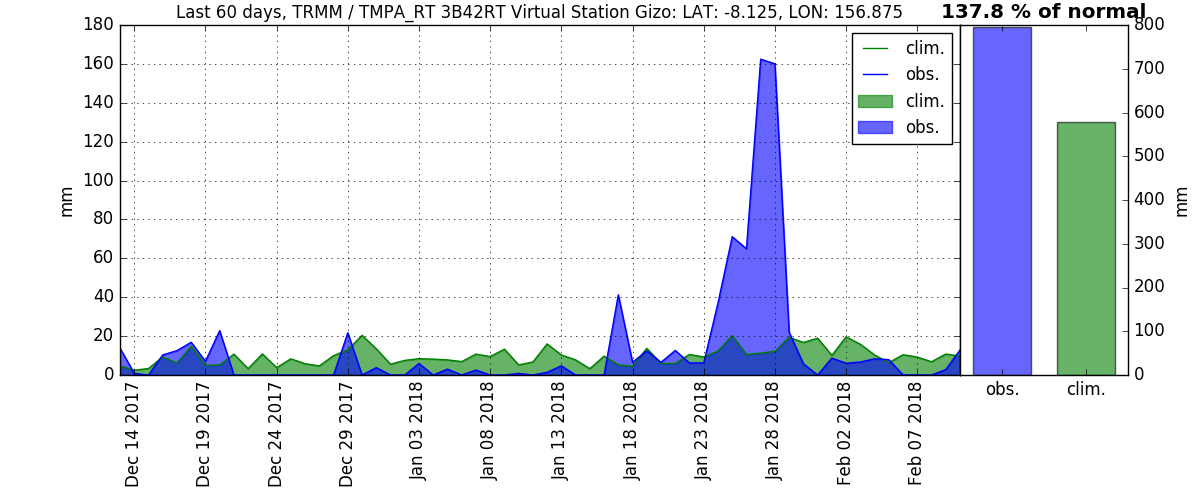 Last 60 days, TRMM / TMPA_RT 3B42RT Virtual Station Gizo: LAT: -8.125, LON: 156.875
137.8 % of normal
180
160
140
120
100
80
60
40
20
0
mm
clim.
obs.
clim.
obs.
Dec 14 2017
Dec 19 2017
Dec 24 2017
Dec 29 2017
Jan 03 2018
Jan 08 2018
Jan 13 2018
Jan 18 2018
Jan 23 2018
Jan 28 2018
Feb 02 2018
Feb 07 2018
800
700
600
500
400
300
200
100
0
mm
obs.
clim.